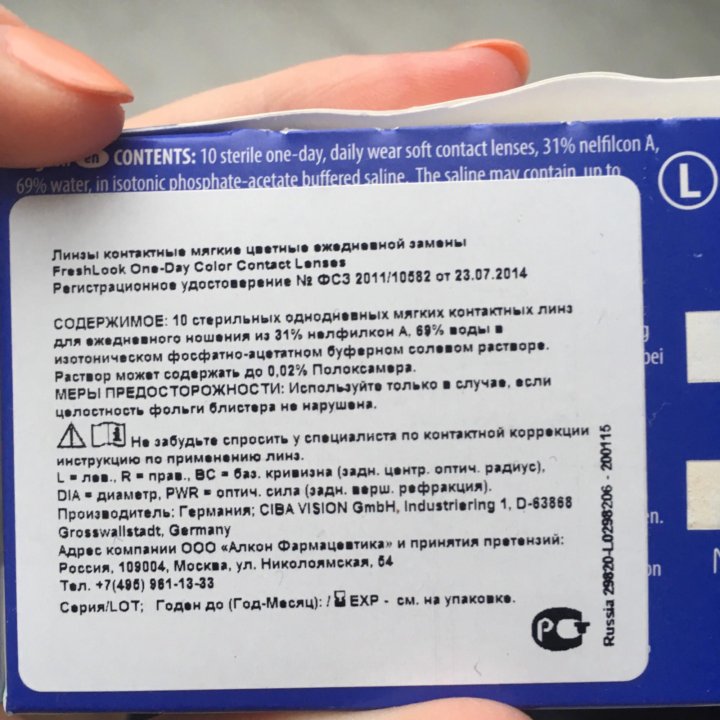 en CONTENTS: 10 sterile one-day, daily wear soft contact lenses, 31% nelfilcon A,
69% water, in isotonic phosphate-acetate buffered saline. The saline may contain up to
L
Линзы контактные мягкие цветные ежедневной замены
FreshLook One-Day Color Contact Lenses
Регистрационное удостоверение № ФСЗ 2011/10582 от 23.07.2014
СОДЕРЖИМОЕ: 10 стерильных однодневных мягких контактных линз
для ежедневного ношения из 31% нелфилкон А, 69% воды в
изотоническом фосфатно-ацетатном буферном солевом растворе.
Раствор может содержать до 0,02% Полоксамера.
МЕРЫ ПРЕДОСТОРОЖНОСТИ: Используйте только в случае, если
целостность фольги блистера не нарушена.
Не забудьте спросить у специалиста по контактной коррекции
инструкцию по применению линз.
L = лев., R = прав., BC = баз. кривизна (задн. центр. оптич. радиус),
DIA = диаметр, PWR = оптич. сила (задн. верш. рефракция).
Производитель: Германия; CIBA VISION GmbH, Industriering 1, D-63868
Grosswallstadt, Germany
Адрес компании ООО «Алкон Фармацевтика» и принятия претензий:
Россия, 109004, Москва, ул. Николоямская, 54
Тел. +7(495) 961-13-33
Серия/LOT; Годен до (Год-Месяц): / EXP - см. на упаковке.
Russia 29820-L0298206 - 200115